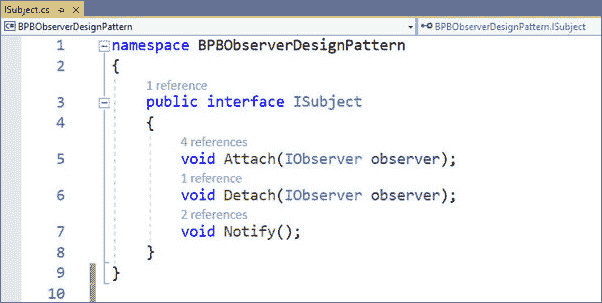 ISubject.cs
BPBObserverDesignPattern
BPBObserverDesignPattern.ISubject
1 namespace BPBObserverDesignPattern
2 {
1 reference
3 public interface ISubject
4 {
4 references
5 void Attach(IObserver observer);
1 reference
6 void Detach(IObserver observer);
2 references
7 void Notify();
8 }
9 }
10